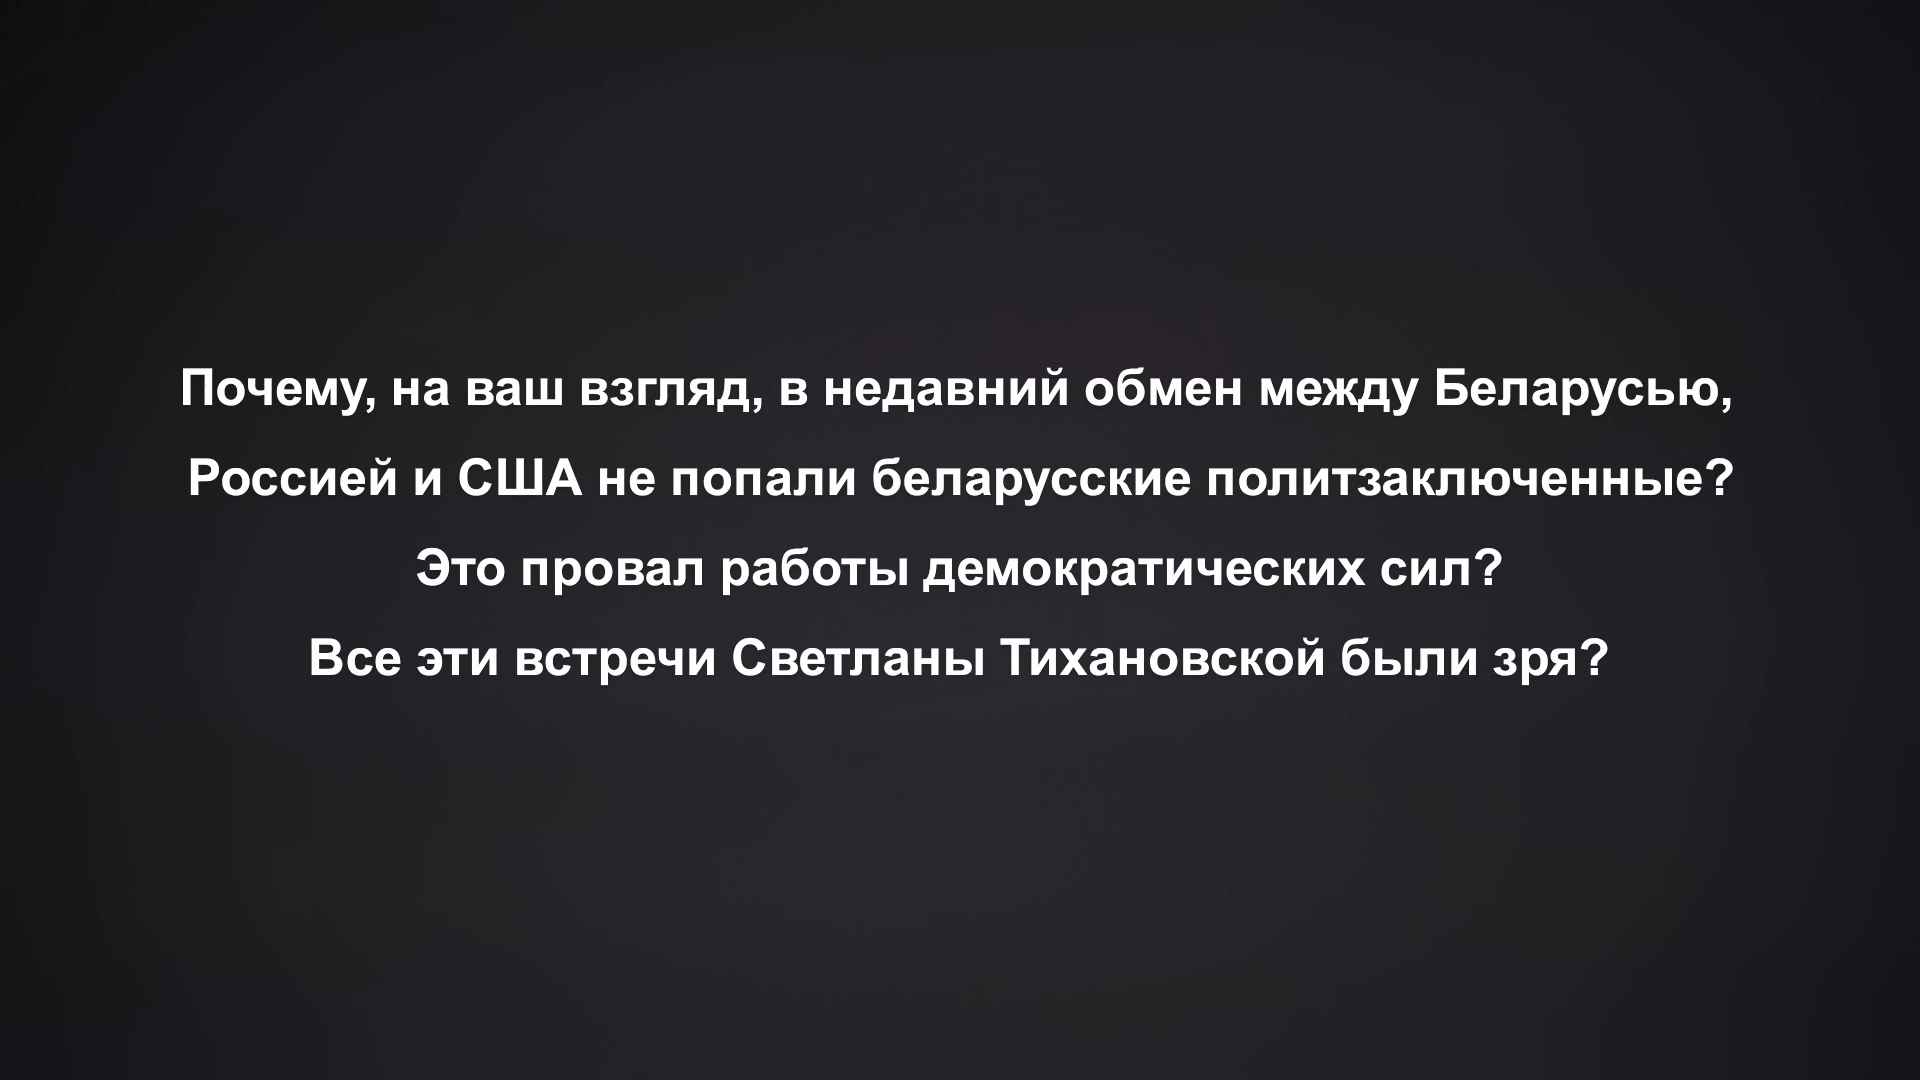 Почему, на ваш взгляд, в недавний обмен между Беларусью,
Россией и США не попали беларусские политзаключенные?
Это провал работы демократических сил?
Все эти встречи Светланы Тихановской были зря?